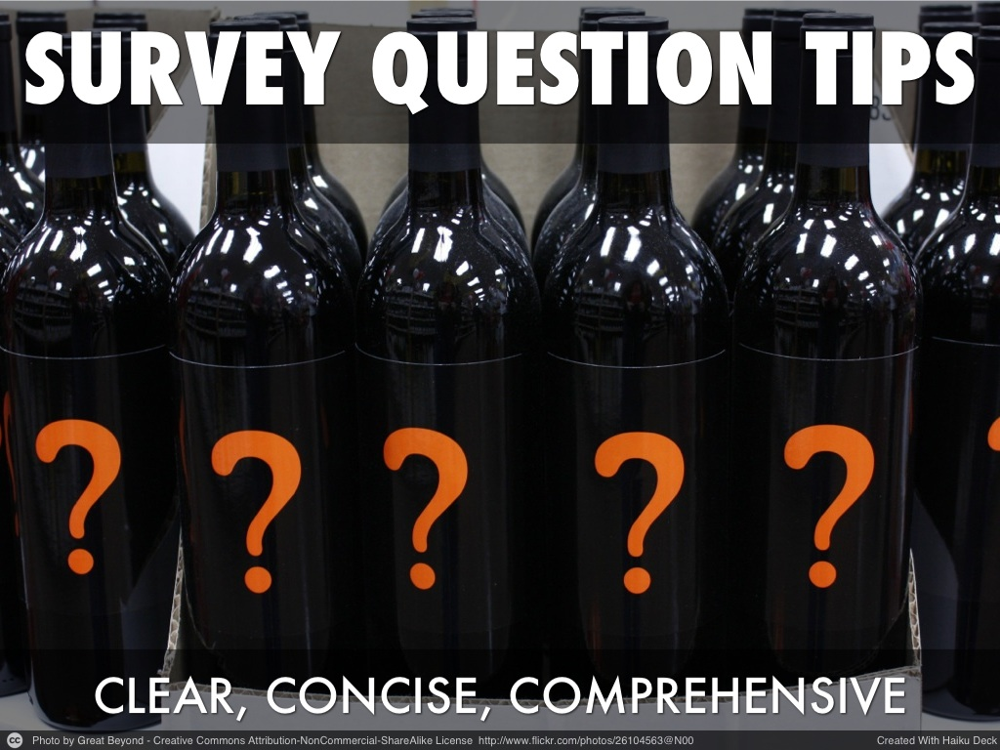 SURVEY QUESTION TIPS
?
?
?
?
?
CLEAR, CONCISE, COMPREHENSIVE
cc Photo by Great Beyond - Creative Commons Attribution-NonCommercial-ShareAlike License http://www.flickr.com/photos/26104563@N00
Created With Haiku Deck